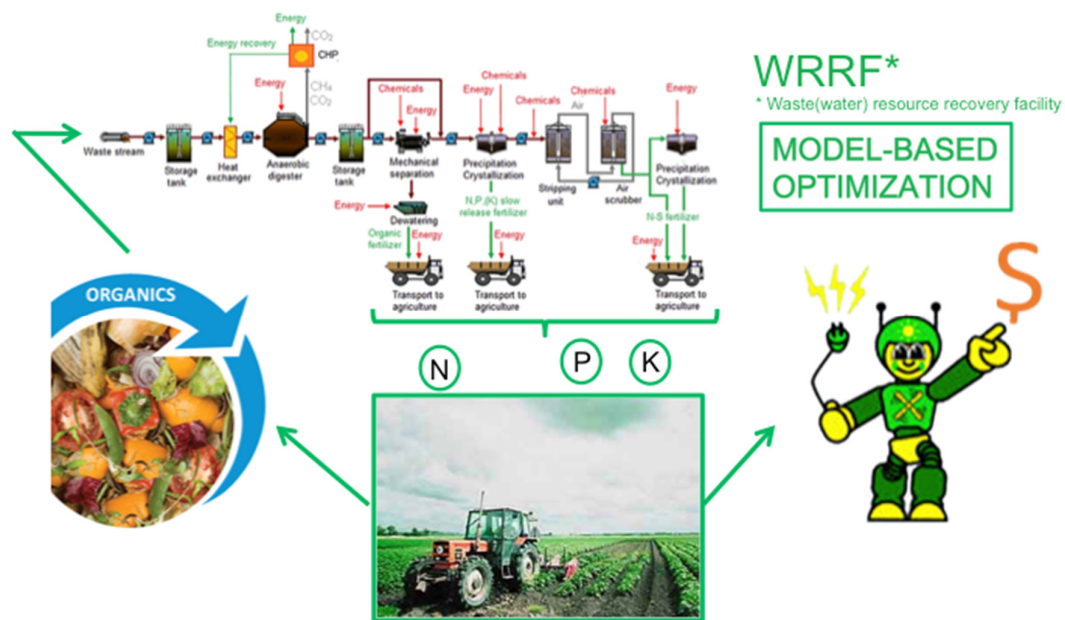 Energy
CO₂
Energy recovery
CHP
Energy
CH₄
CO₂
Chemicals
Energy
Chemicals
Energy
Chemicals
Air
Chemicals
Energy
Waste stream
Storage
tank
Heat
exchanger
Anaerobic
digester
Storage
tank
Mechanical
separation
Precipitation
Crystallization
Stripping
unit
Air
scrubber
Precipitation
Crystallization
Energy
Dewatering
N,P,(K) slow
release fertilizer
N-S fertilizer
Organic
fertilizer
Energy
Energy
Energy
Transport to
agriculture
Transport to
agriculture
Transport to
agriculture
WRRF*
* Waste(water) resource recovery facility
MODEL-BASED
OPTIMIZATION
ORGANICS
N
P
K
$